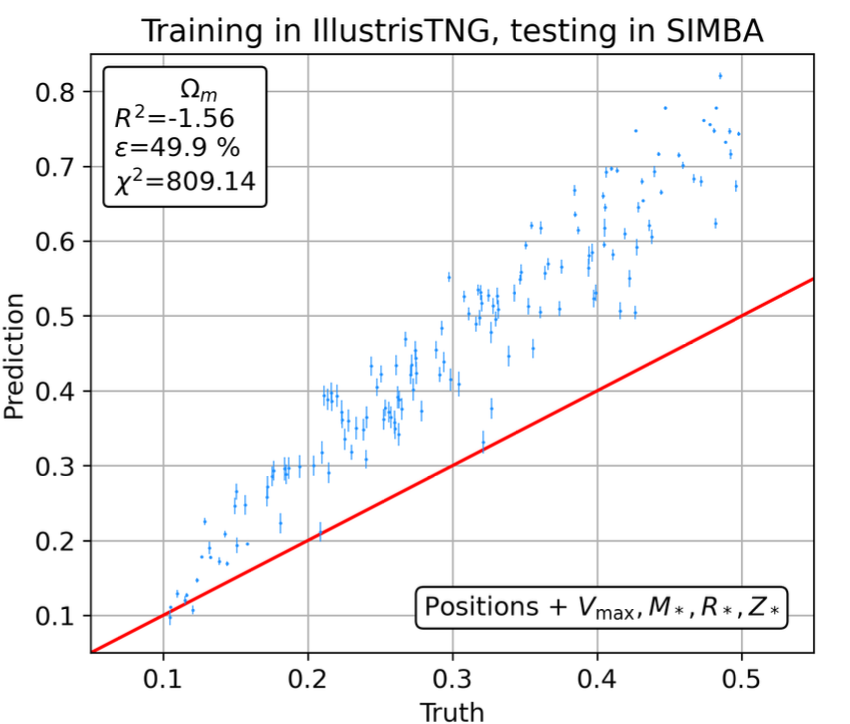 Training in IllustrisTNG, testing in SIMBA
Ωₘ
R²=-1.56
ε=49.9 %
χ²=809.14
Prediction
0.8
0.7
0.6
0.5
0.4
0.3
0.2
0.1
Positions + Vₘₐₓ, M*, R*, Z*
0.1 0.2 0.3 0.4 0.5
Truth